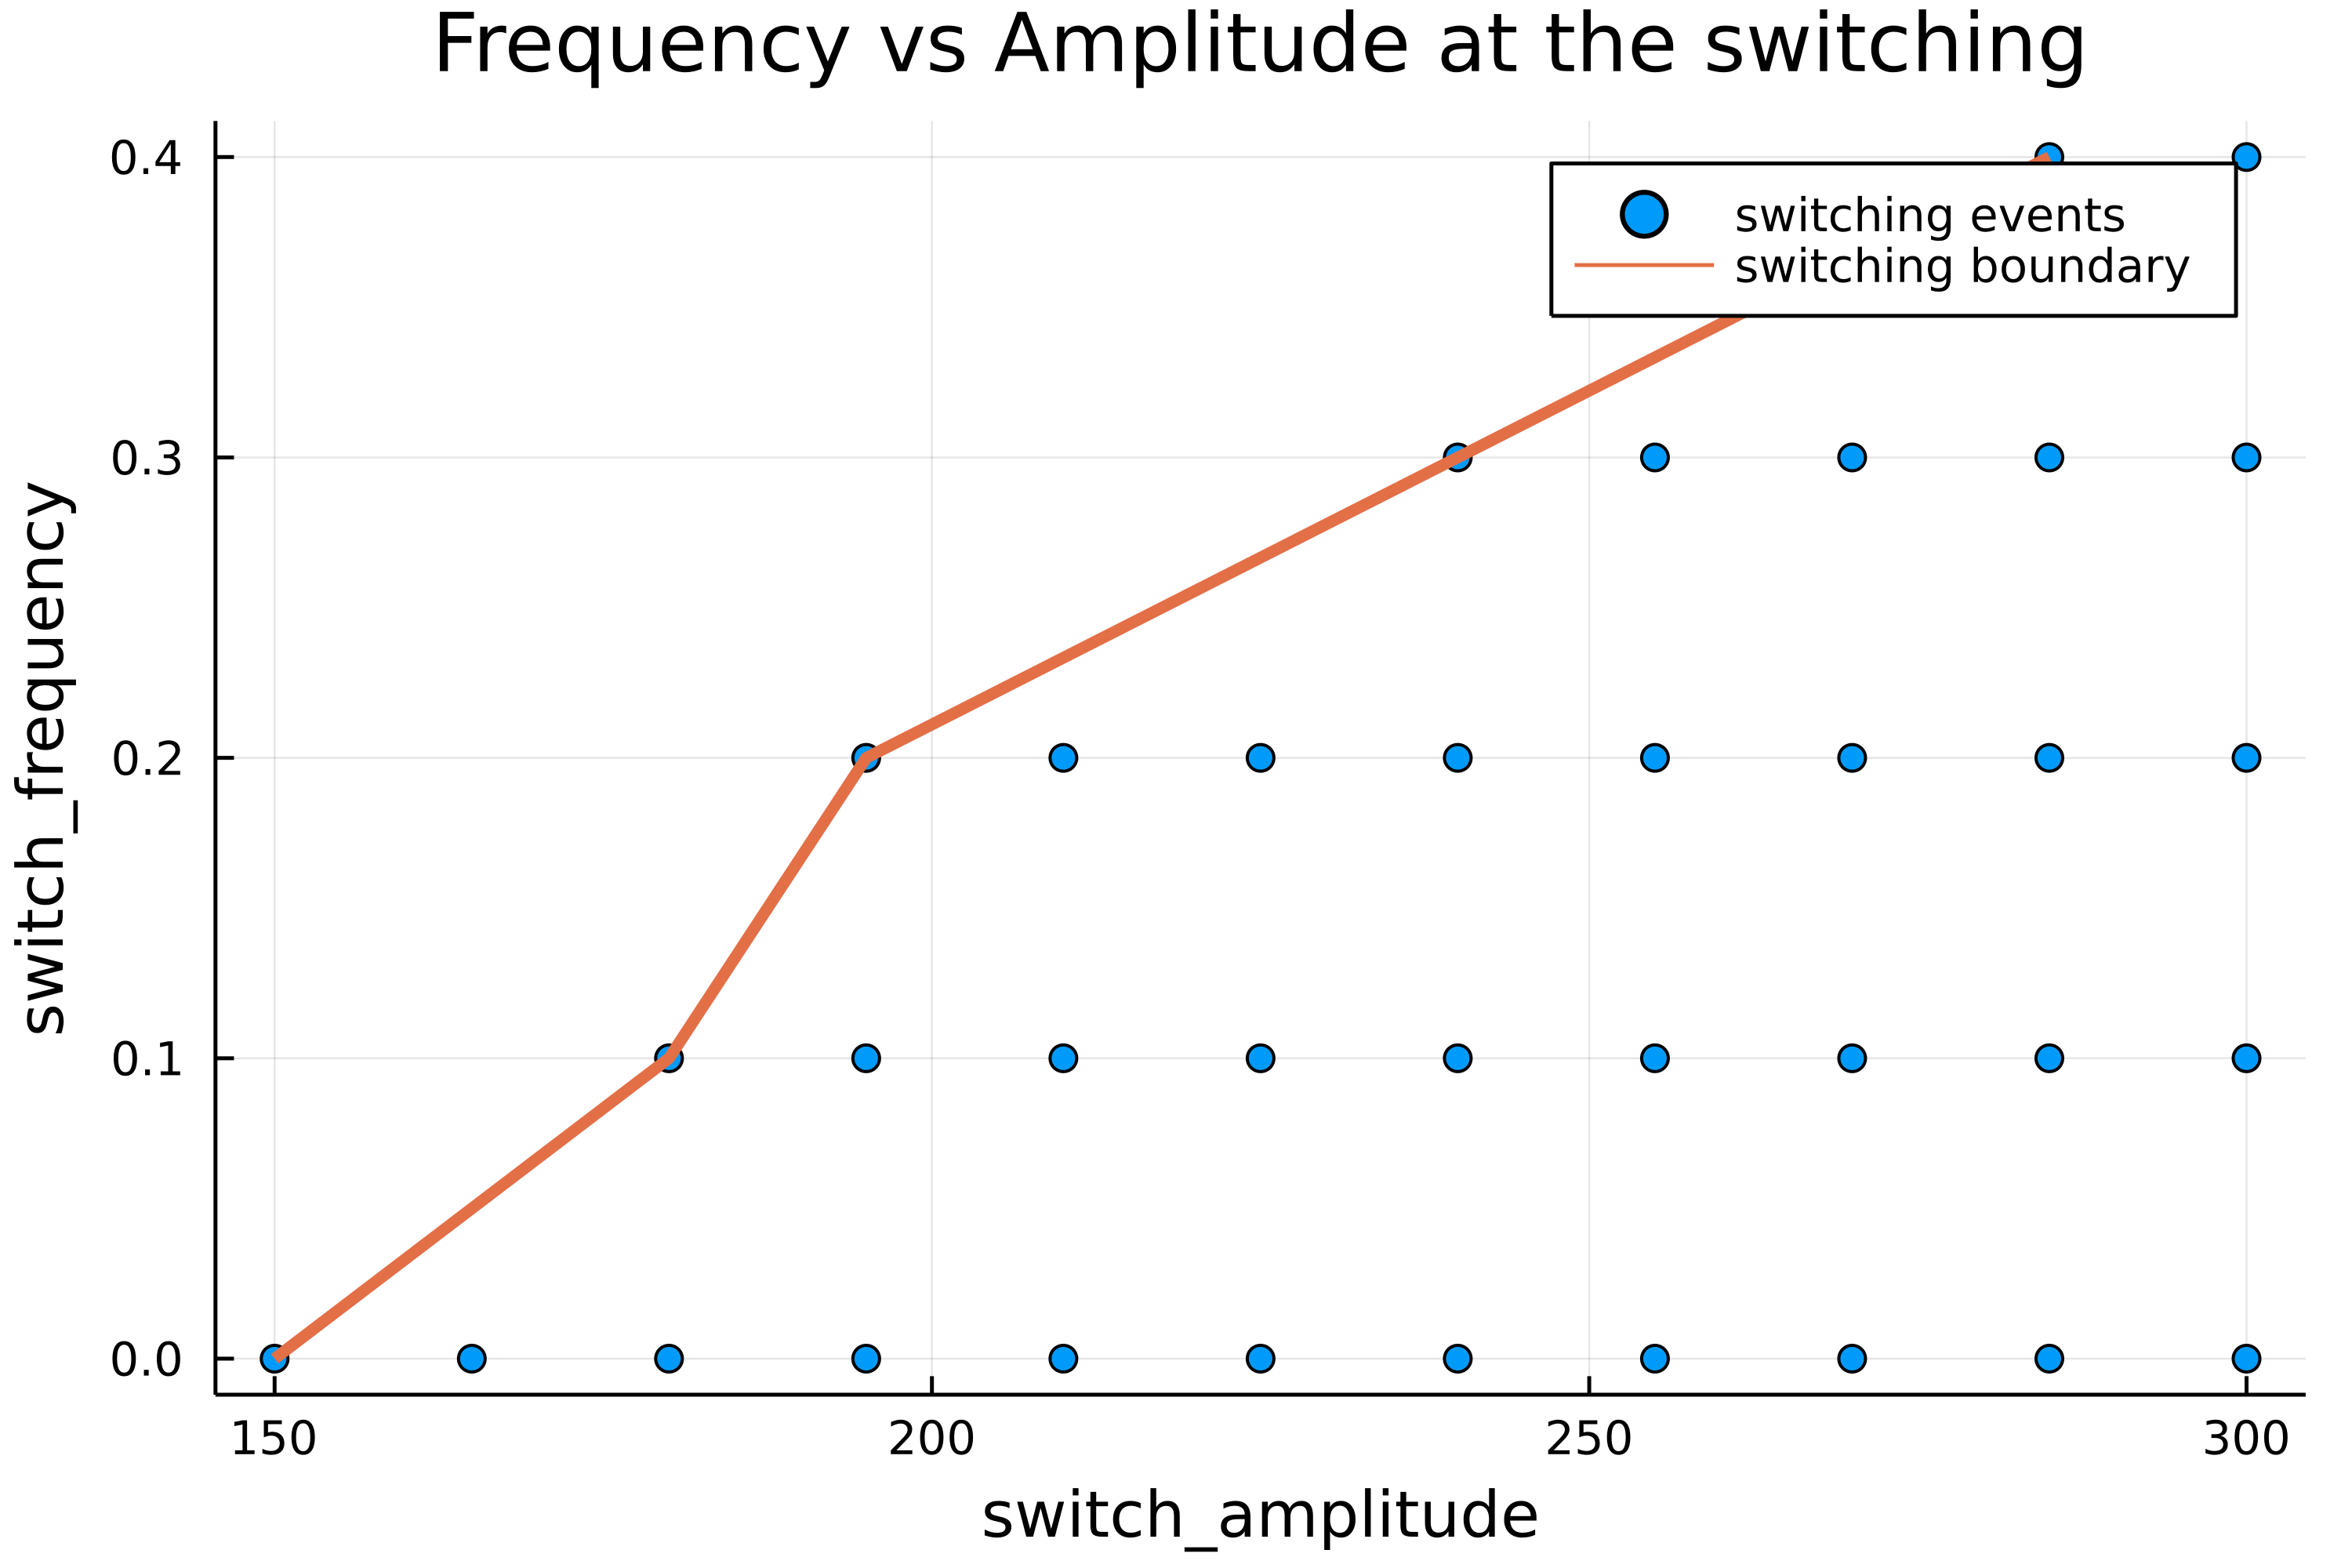 Frequency vs Amplitude at the switching
switch_frequency
0.4
0.3
0.2
0.1
0.0
switching events
switching boundary
150
200
250
300
switch_amplitude